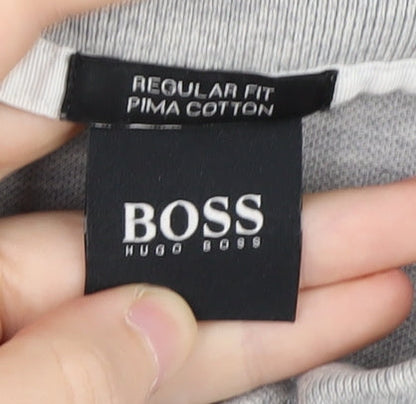 REGULAR FIT
PIMA COTTON
BOSS
HUGO BOSS